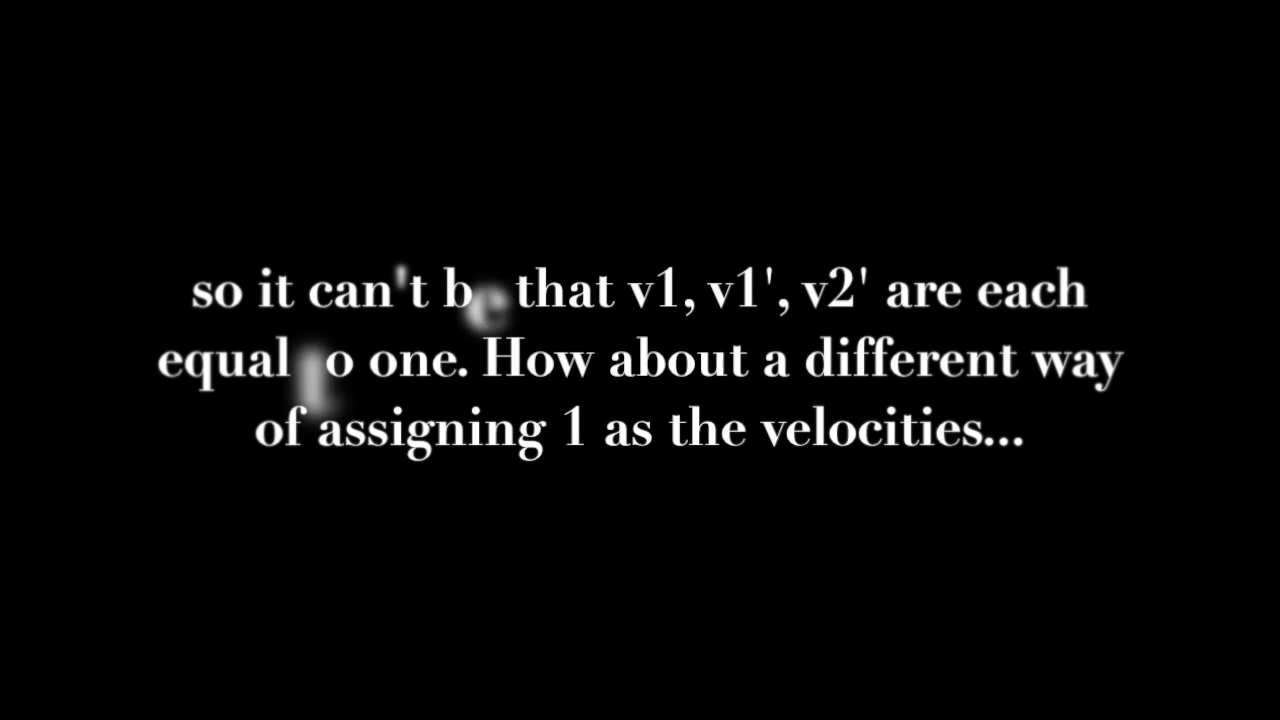 so it can't be that v1, v1', v2' are each
equal to one. How about a different way
of assigning 1 as the velocities...